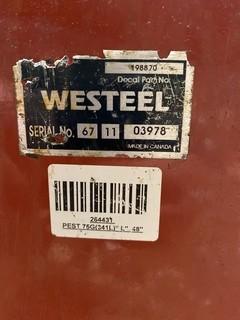 198870
Decal Part No.
WESTEEL
SERIAL No. 67 11 03978
MADE IN CANADA
264431
PEST 75G(341L)" L", 48"